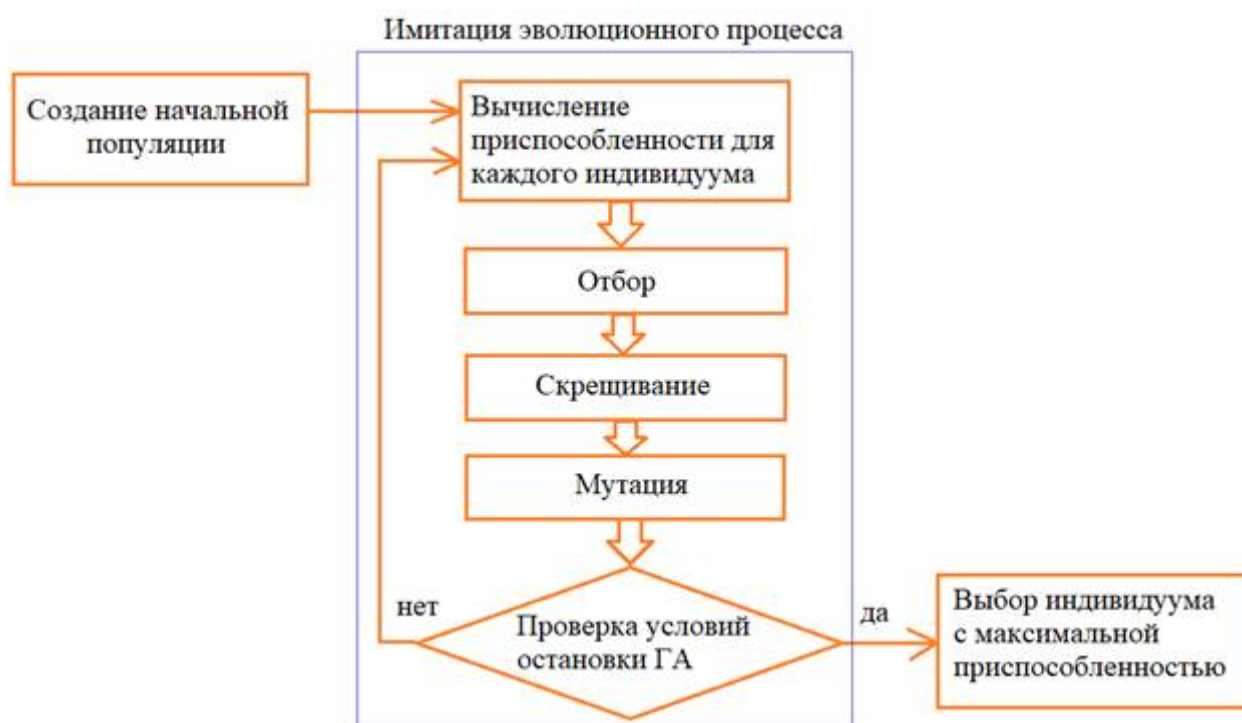 Имитация эволюционного процесса
Создание начальной
популяции
Вычисление
приспособленности для
каждого индивидуума
Отбор
Скрещивание
Мутация
Проверка условий
остановки ГА
нет
да
Выбор индивидуума
с максимальной
приспособленностью